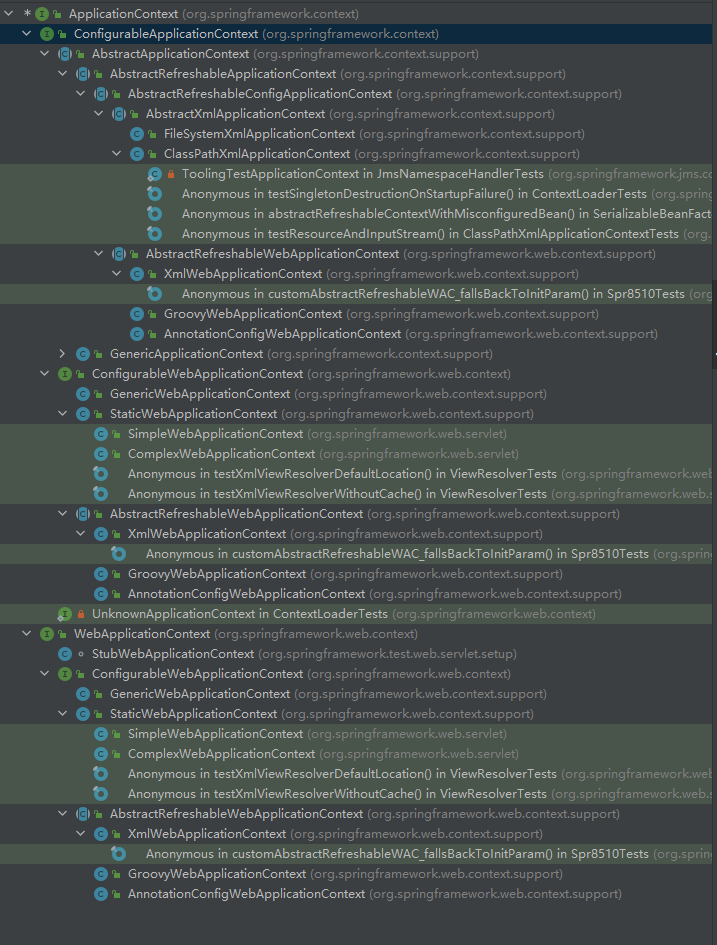 * ApplicationContext (org.springframework.context)
ConfigurableApplicationContext (org.springframework.context)
AbstractApplicationContext (org.springframework.context.support)
AbstractRefreshableApplicationContext (org.springframework.context.support)
AbstractRefreshableConfigApplicationContext (org.springframework.context.support)
AbstractXmlApplicationContext (org.springframework.context.support)
FileSystemXmlApplicationContext (org.springframework.context.support)
ClassPathXmlApplicationContext (org.springframework.context.support)
ToolingTestApplicationContext in JmsNamespaceHandlerTests (org.springframework.jms.co
Anonymous in testSingletonDestructionOnStartupFailure() in ContextLoaderTests (org.spring
Anonymous in abstractRefreshableContextWithMisconfiguredBean() in SerializableBeanFact
Anonymous in testResourceAndInputStream() in ClassPathXmlApplicationContextTests (org.
AbstractRefreshableWebApplicationContext (org.springframework.web.context.support)
XmlWebApplicationContext (org.springframework.web.context.support)
Anonymous in customAbstractRefreshableWAC_fallsBackToInitParam() in Spr8510Tests (org
GroovyWebApplicationContext (org.springframework.web.context.support)
AnnotationConfigWebApplicationContext (org.springframework.web.context.support)
GenericApplicationContext (org.springframework.context.support)
ConfigurableWebApplicationContext (org.springframework.web.context)
GenericWebApplicationContext (org.springframework.web.context.support)
StaticWebApplicationContext (org.springframework.web.context.support)
SimpleWebApplicationContext (org.springframework.web.servlet)
ComplexWebApplicationContext (org.springframework.web.servlet)
Anonymous in testXmlViewResolverDefaultLocation() in ViewResolverTests (org.springframework.web
Anonymous in testXmlViewResolverWithoutCache() in ViewResolverTests (org.springframework.web.s
AbstractRefreshableWebApplicationContext (org.springframework.web.context.support)
XmlWebApplicationContext (org.springframework.web.context.support)
Anonymous in customAbstractRefreshableWAC_fallsBackToInitParam() in Spr8510Tests (org.spring
GroovyWebApplicationContext (org.springframework.web.context.support)
AnnotationConfigWebApplicationContext (org.springframework.web.context.support)
UnknownApplicationContext in ContextLoaderTests (org.springframework.web.context)
WebApplicationContext (org.springframework.web.context)
StubWebApplicationContext (org.springframework.test.web.servlet.setup)
ConfigurableWebApplicationContext (org.springframework.web.context)
GenericWebApplicationContext (org.springframework.web.context.support)
StaticWebApplicationContext (org.springframework.web.context.support)
SimpleWebApplicationContext (org.springframework.web.servlet)
ComplexWebApplicationContext (org.springframework.web.servlet)
Anonymous in testXmlViewResolverDefaultLocation() in ViewResolverTests (org.springframework.web
Anonymous in testXmlViewResolverWithoutCache() in ViewResolverTests (org.springframework.web.s
AbstractRefreshableWebApplicationContext (org.springframework.web.context.support)
XmlWebApplicationContext (org.springframework.web.context.support)
Anonymous in customAbstractRefreshableWAC_fallsBackToInitParam() in Spr8510Tests (org.spring
GroovyWebApplicationContext (org.springframework.web.context.support)
AnnotationConfigWebApplicationContext (org.springframework.web.context.support)